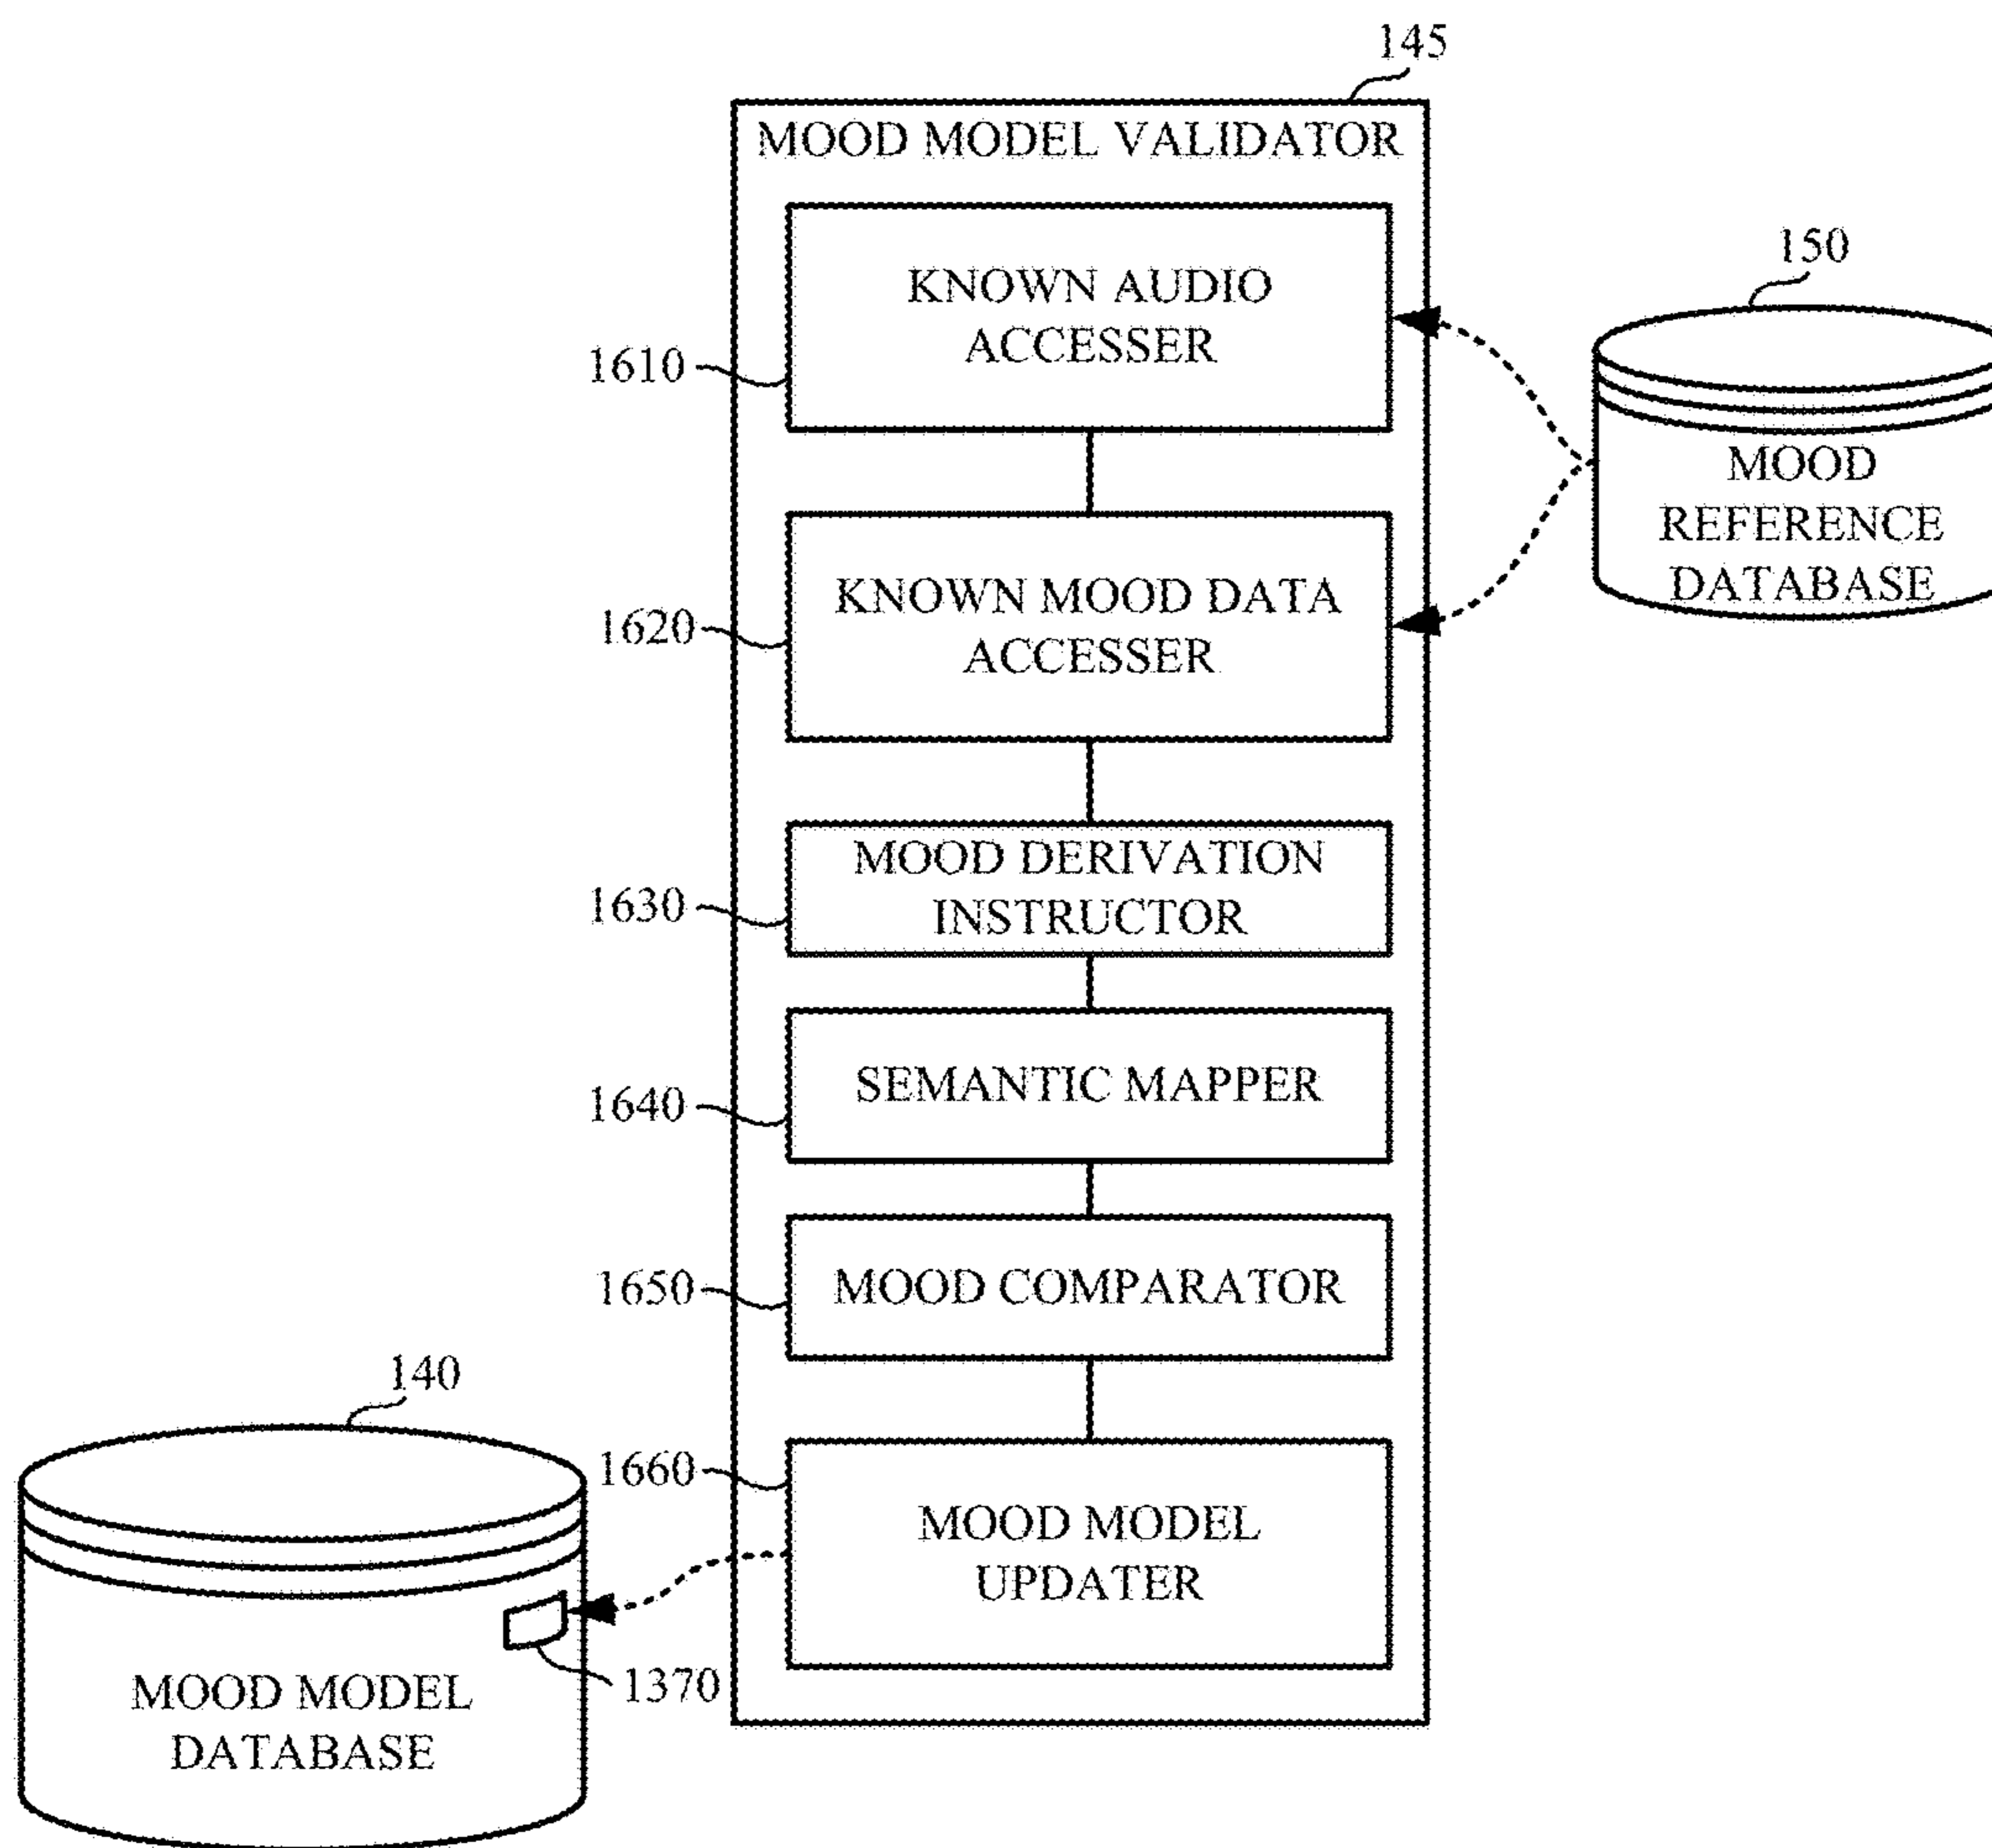 145
MOOD MODEL VALIDATOR
KNOWN AUDIO
ACCESSER
1610
150
MOOD
REFERENCE
DATABASE
KNOWN MOOD DATA
ACCESSER
1620
MOOD DERIVATION
INSTRUCTOR
1630
SEMANTIC MAPPER
1640
MOOD COMPARATOR
1650
140
1660
MOOD MODEL
UPDATER
MOOD MODEL
DATABASE
1370